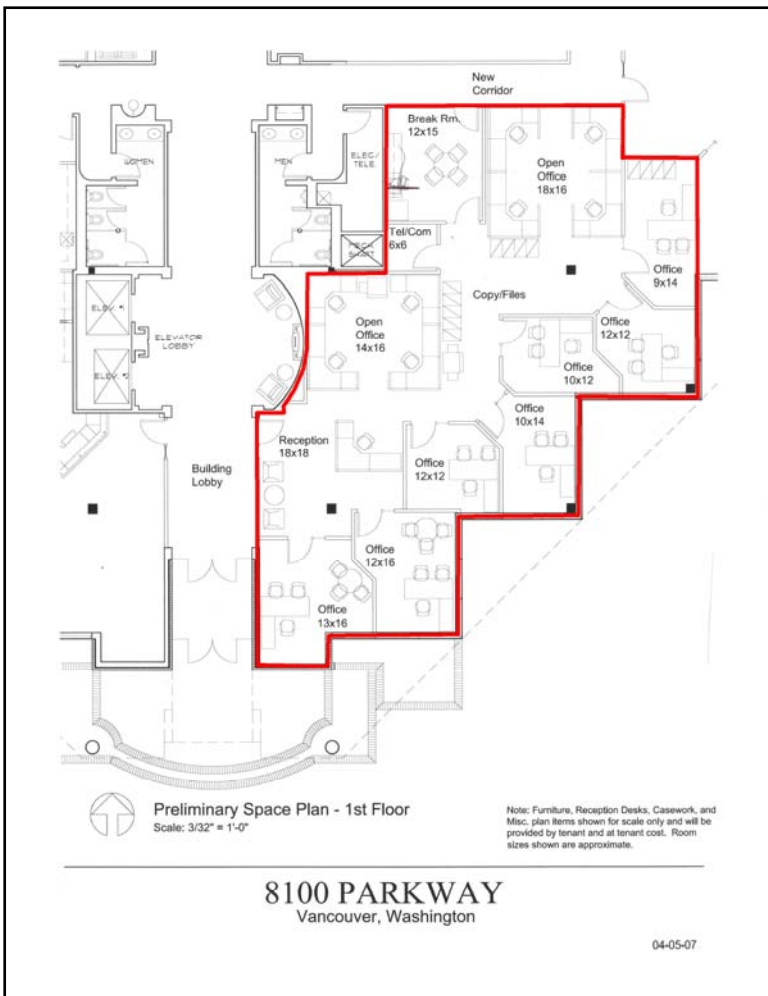 New
Corridor
Break Rm.
12x15
WOMEN
MEN
ELEC/
TELE.
Open
Office
18x16
Tel/Com
6x6
MECH
SHAFT
Office
9x14
ELEV.
ELEVATOR
LOBBY
ELEV.
Copy/Files
Open
Office
14x16
Office
12x12
Office
10x12
Office
10x14
Reception
18x18
Building
Lobby
Office
12x12
Office
12x16
Office
13x16
Preliminary Space Plan - 1st Floor
Scale: 3/32" = 1'-0"
Note: Furniture, Reception Desks, Casework, and
Misc. plan items shown for scale only and will be
provided by tenant and at tenant cost. Room
sizes shown are approximate.
8100 PARKWAY
Vancouver, Washington
04-05-07